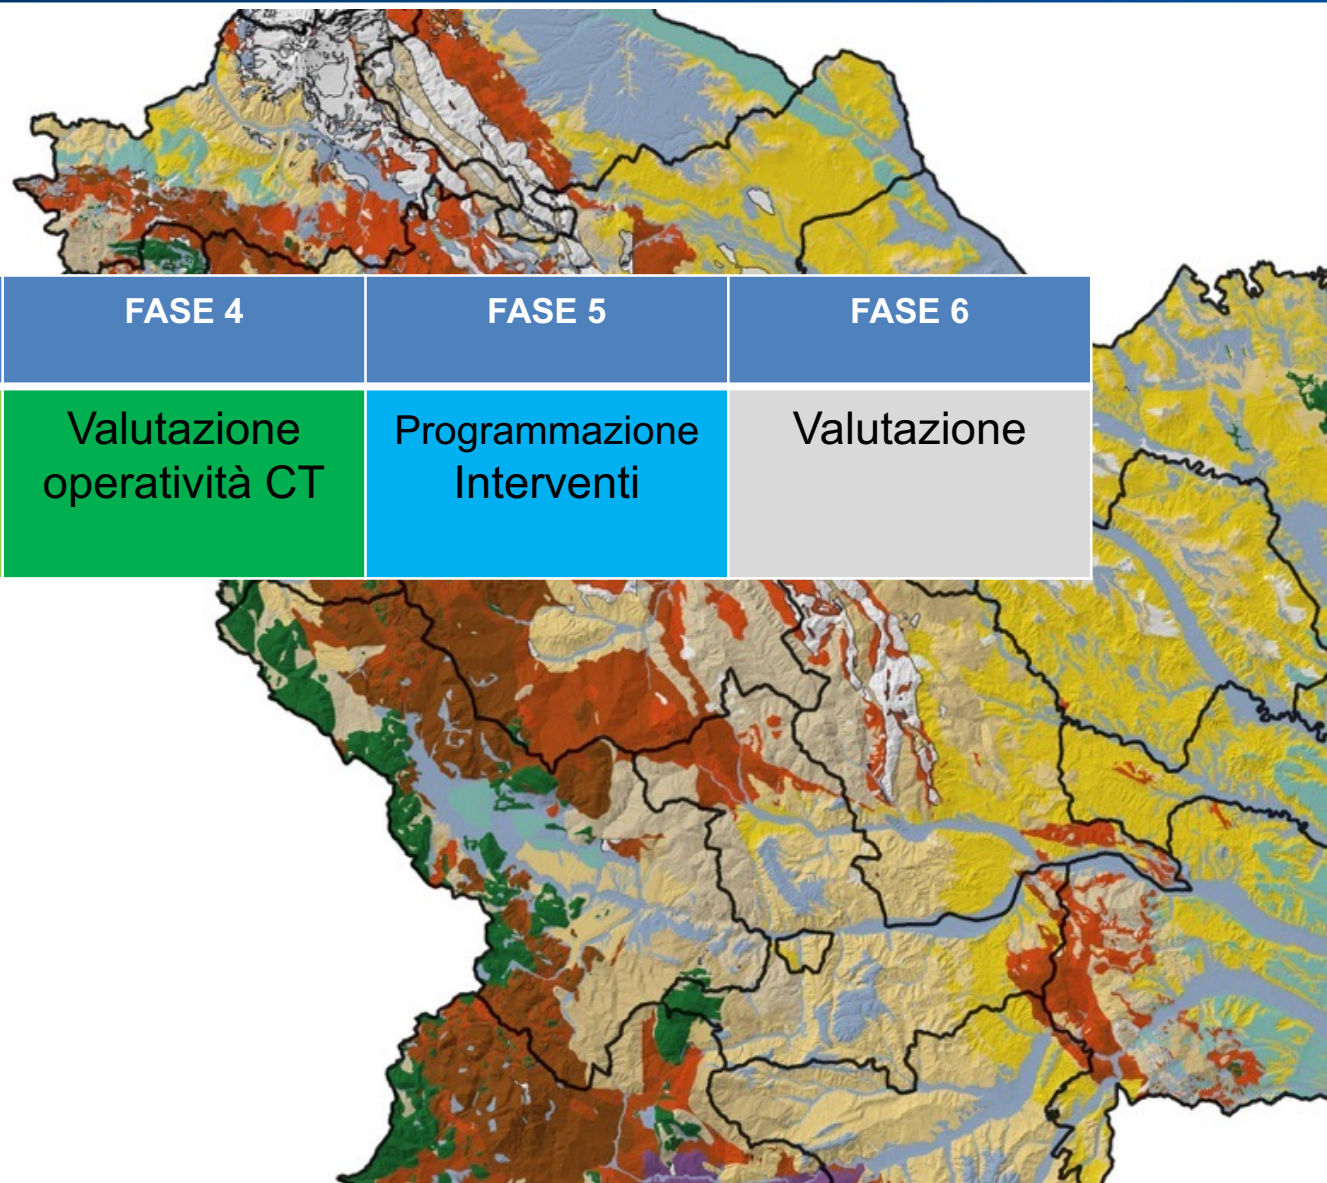 FASE 4
FASE 5
FASE 6
Valutazione
operatività CT
Programmazione
Interventi
Valutazione